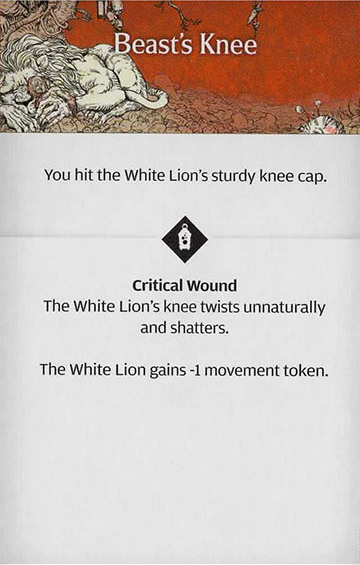 Beast's Knee
You hit the White Lion's sturdy knee cap.
Critical Wound
The White Lion's knee twists unnaturally
and shatters.
The White Lion gains -1 movement token.